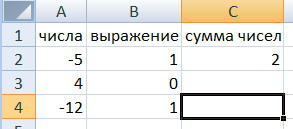 A B C
1 числа выражение сумма чисел
2 -5 1 2
3 4 0
4 -12 1